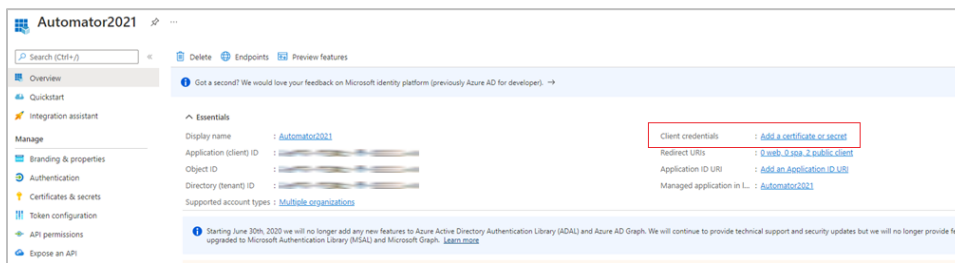 Automator2021 ...
Search (Ctrl+/) «
Delete Endpoints Preview features
Overview
Quickstart
Integration assistant
Manage
Branding & properties
Authentication
Certificates & secrets
Token configuration
API permissions
Expose an API
Got a second? We would love your feedback on Microsoft identity platform (previously Azure AD for developer). →
Essentials
Display name : Automator2021
Application (client) ID :
Object ID :
Directory (tenant) ID :
Supported account types : Multiple organizations
Client credentials : Add a certificate or secret
Redirect URIs : 0 web, 0 spa, 2 public client
Application ID URI : Add an Application ID URI
Managed application in l... : Automator2021
Starting June 30th, 2020 we will no longer add any new features to Azure Active Directory Authentication Library (ADAL) and Azure AD Graph. We will continue to provide technical support and security updates but we will no longer provide
upgraded to Microsoft Authentication Library (MSAL) and Microsoft Graph. Learn more